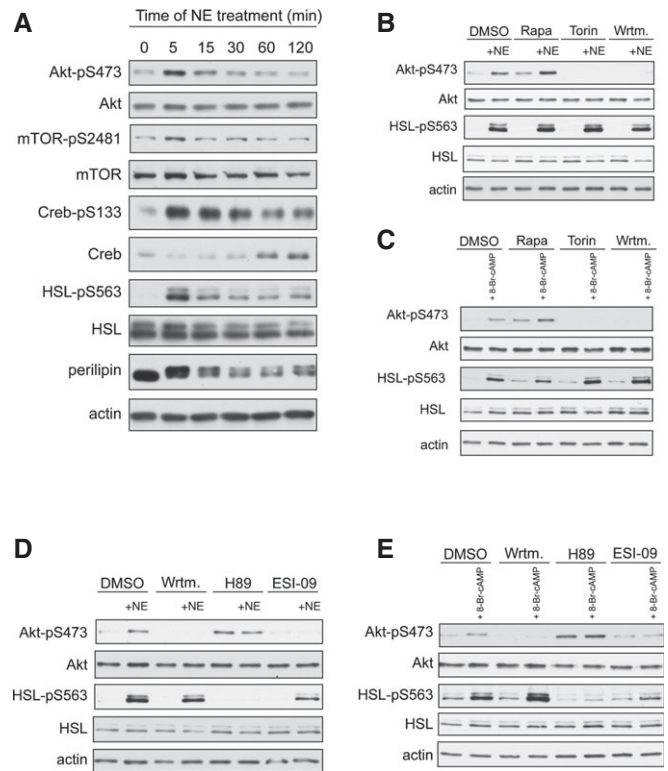 A
Time of NE treatment (min)
0 5 15 30 60 120
Akt-pS473
Akt
mTOR-pS2481
mTOR
Creb-pS133
Creb
HSL-pS563
HSL
perilipin
actin
B
DMSO Rapa Torin Wrtm.
+NE +NE +NE +NE
Akt-pS473
Akt
HSL-pS563
HSL
actin
C
DMSO Rapa Torin Wrtm.
+ 8-Br-cAMP + 8-Br-cAMP + 8-Br-cAMP + 8-Br-cAMP
Akt-pS473
Akt
HSL-pS563
HSL
actin
D
DMSO Wrtm. H89 ESI-09
+NE +NE +NE +NE
Akt-pS473
Akt
HSL-pS563
HSL
actin
E
DMSO Wrtm. H89 ESI-09
+ 8-Br-cAMP + 8-Br-cAMP + 8-Br-cAMP + 8-Br-cAMP
Akt-pS473
Akt
HSL-pS563
HSL
actin